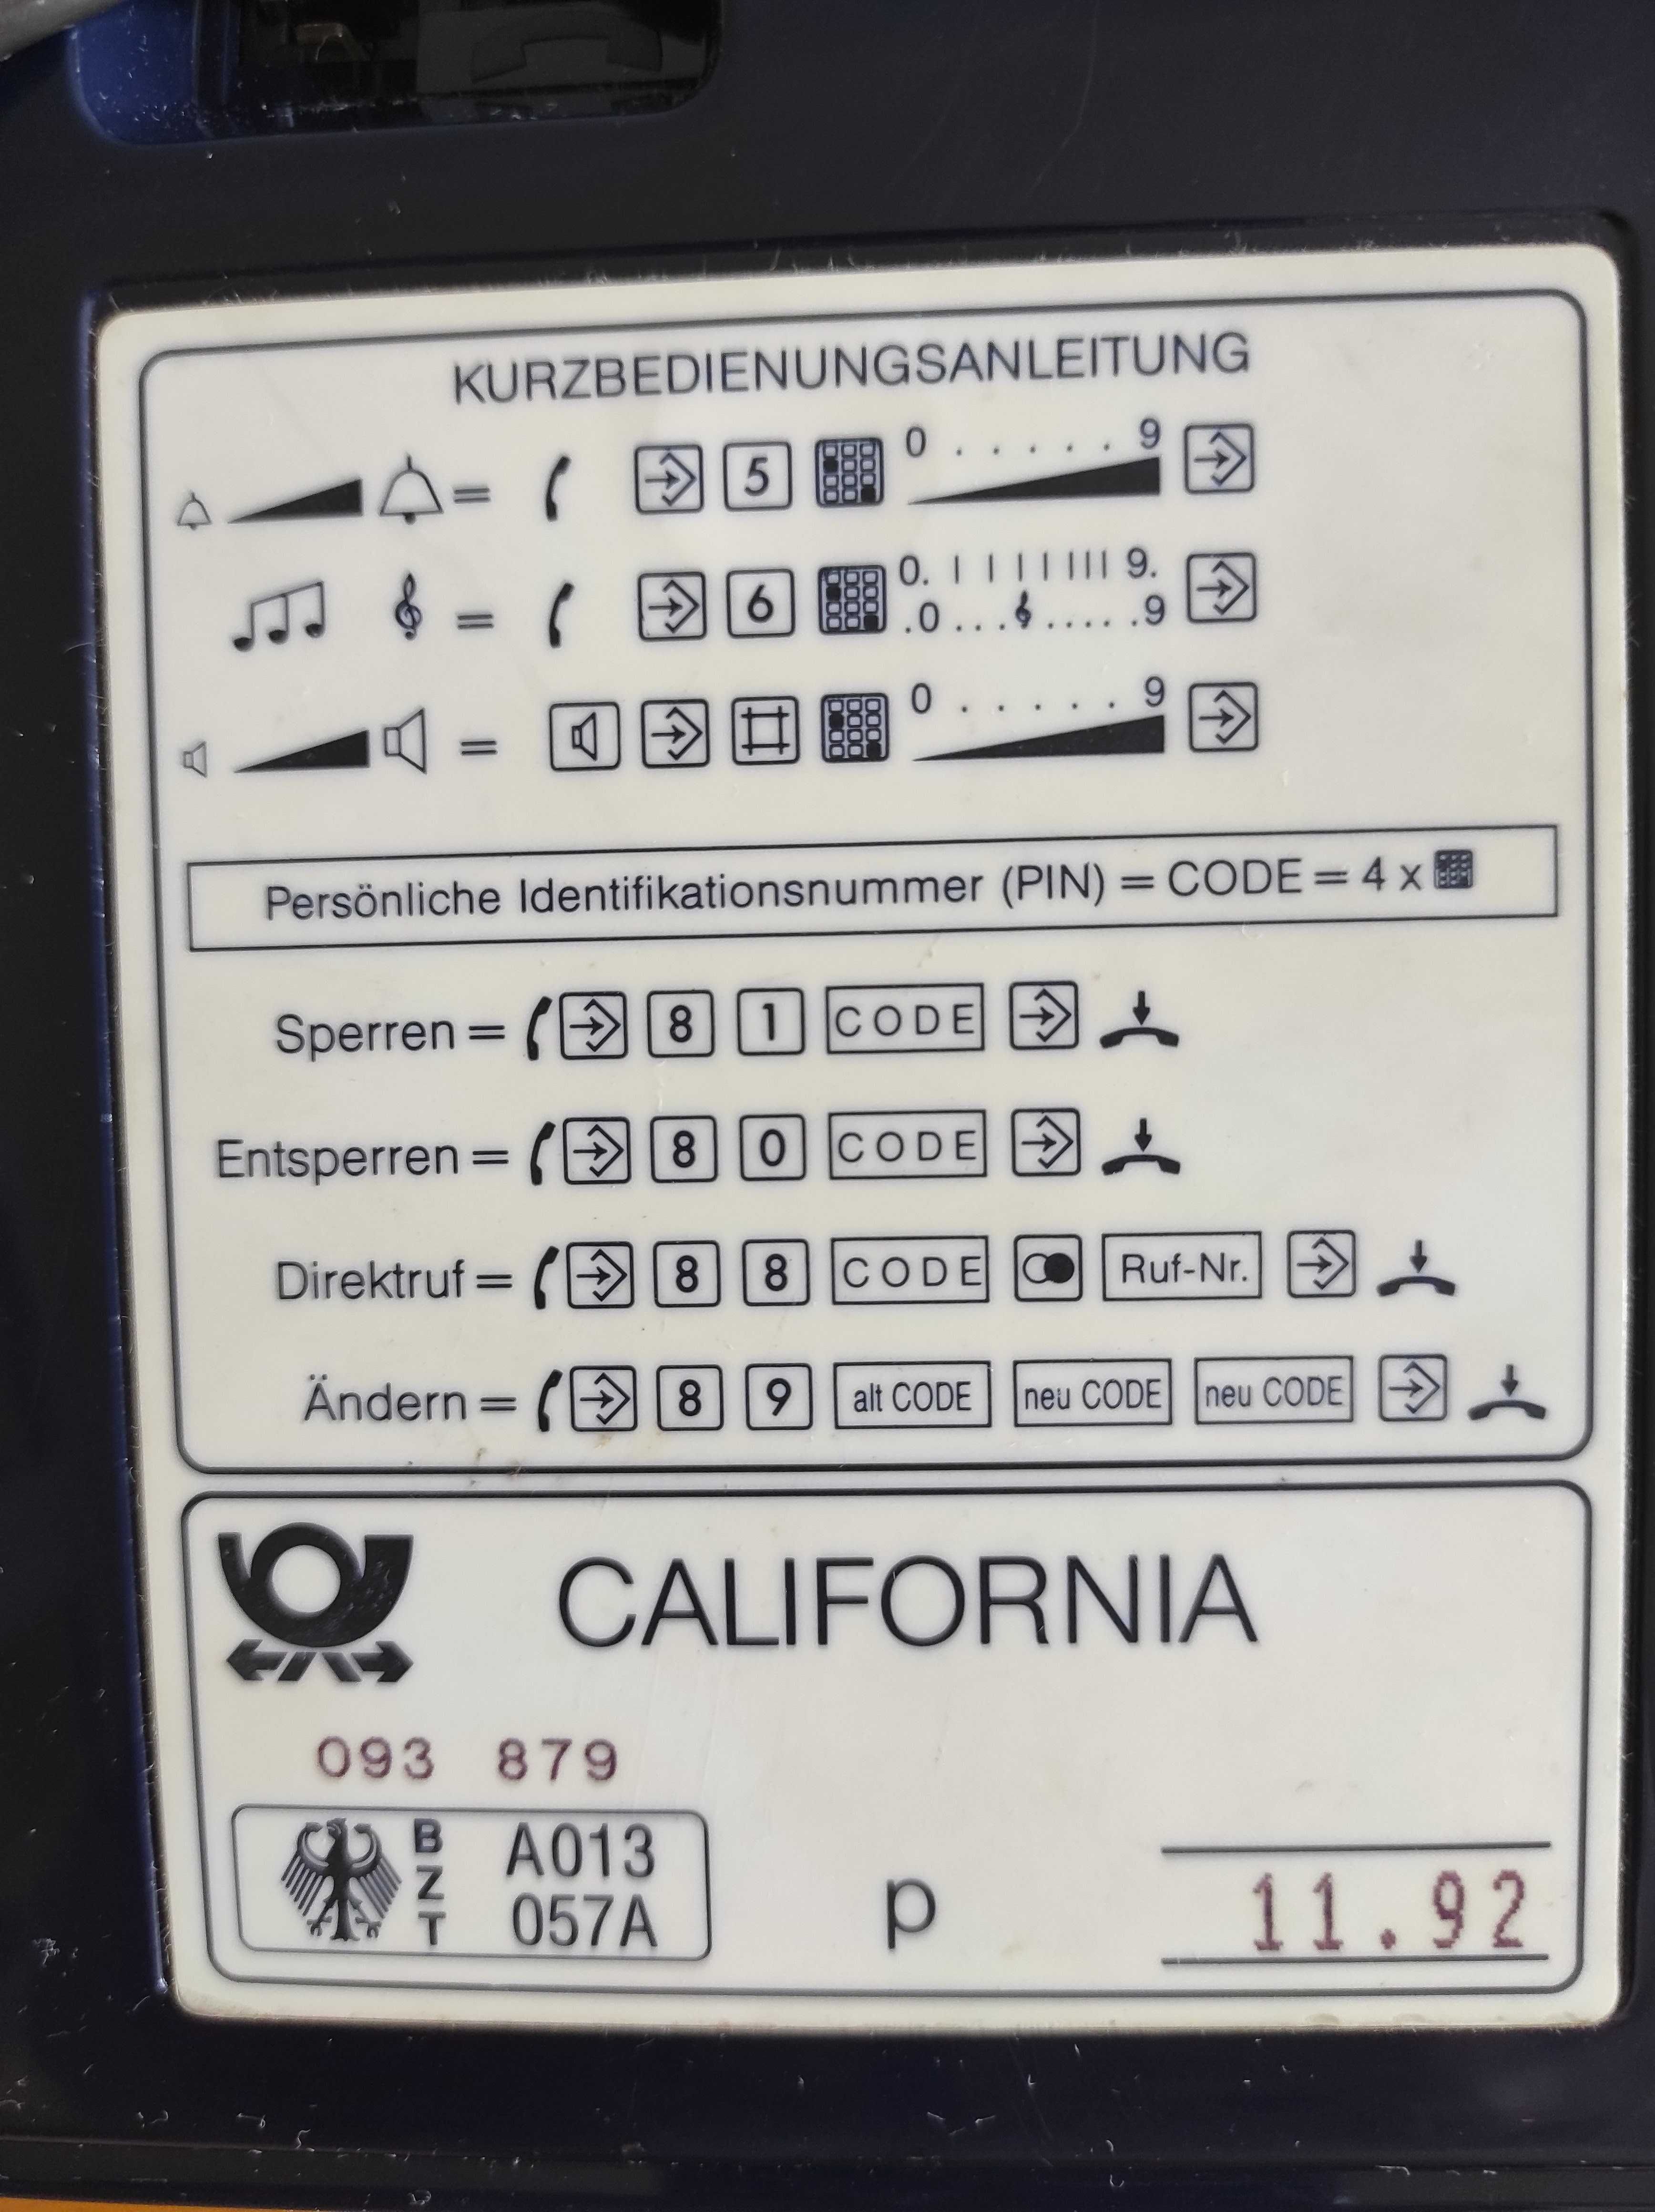 KURZBEDIENUNGSANLEITUNG
= 5 0 . . . . . 9
= 6 0. | | | | | | | 9.
.0 . . . . . . . . .9
= # 0 . . . . . 9
Persönliche Identifikationsnummer (PIN) = CODE = 4 x
Sperren = 8 1 CODE
Entsperren = 8 0 CODE
Direktruf = 8 8 CODE Ruf-Nr.
Ändern = 8 9 alt CODE neu CODE neu CODE
CALIFORNIA
093 879
BZT A013
057A
p
11.92